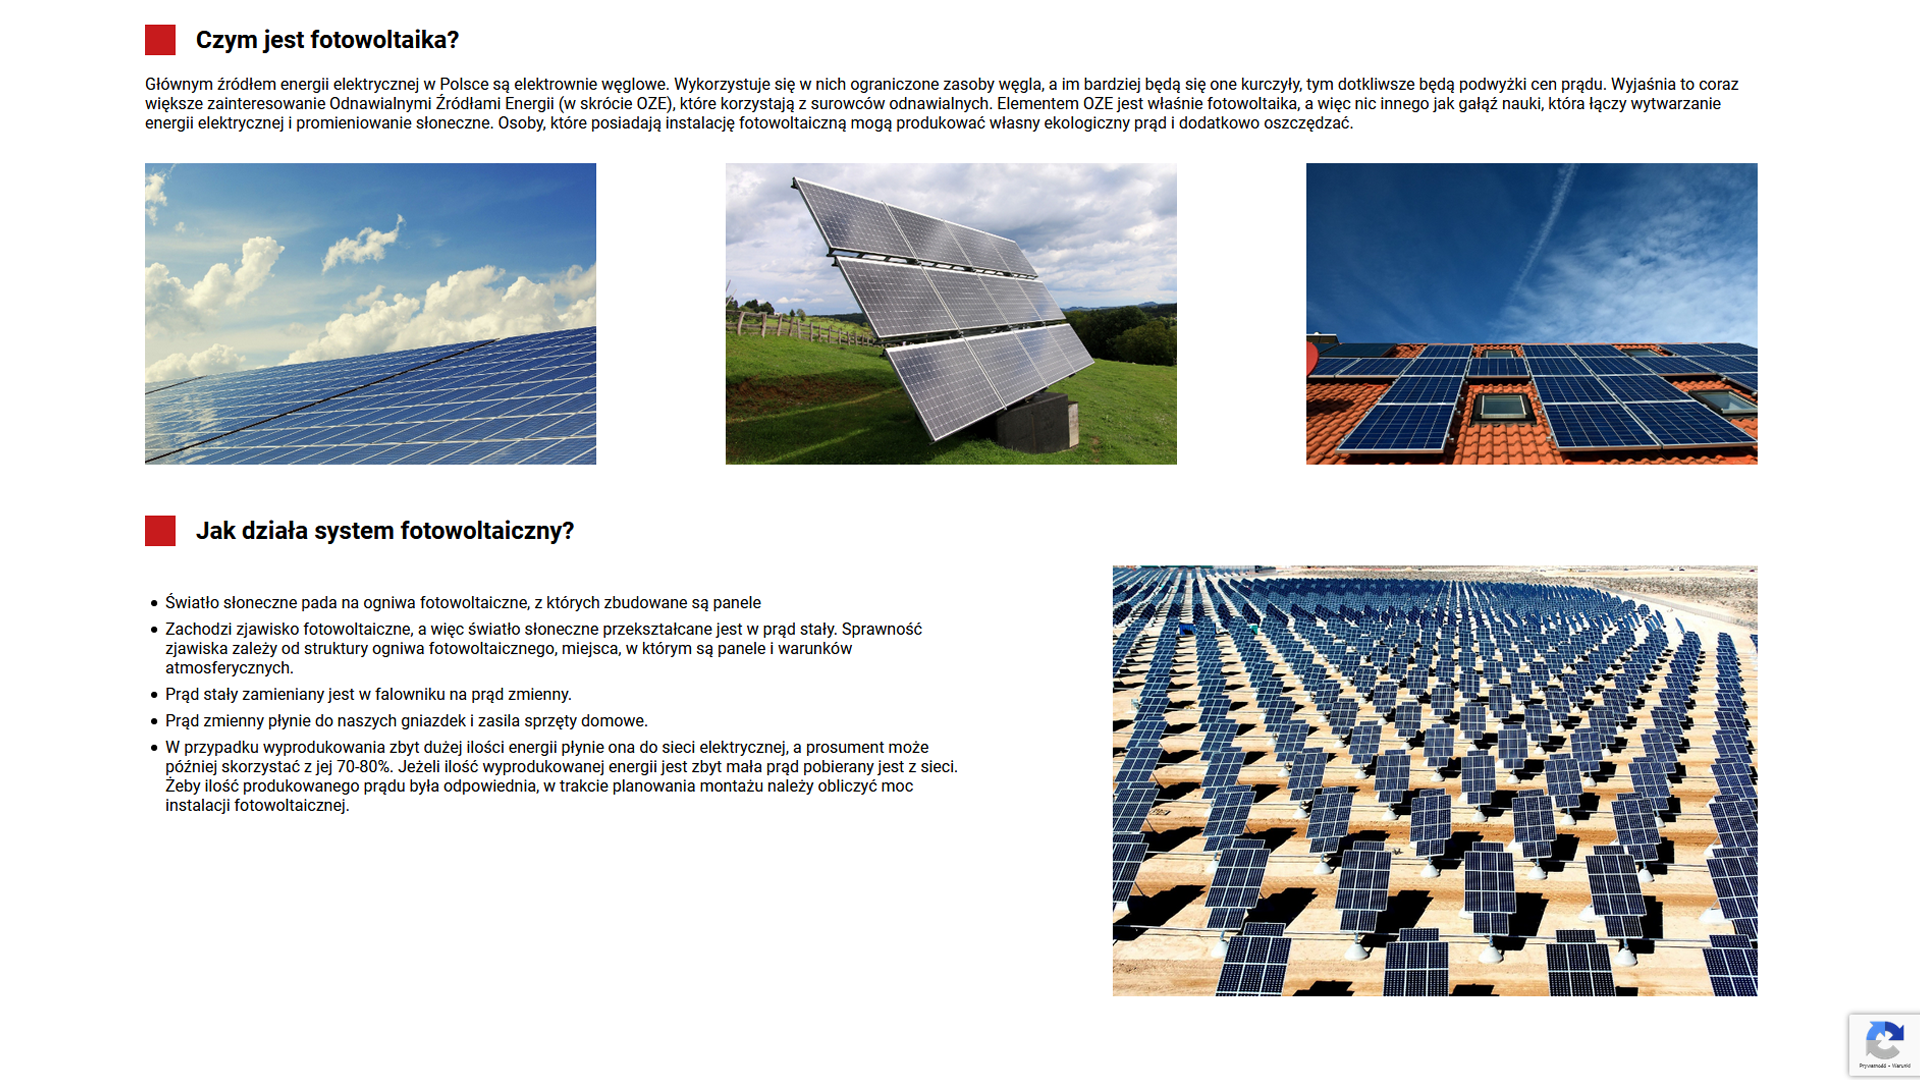 Czym jest fotowoltaika?
Głównym źródłem energii elektrycznej w Polsce są elektrownie węglowe. Wykorzystuje się w nich ograniczone zasoby węgla, a im bardziej będą się one kurczyły, tym dotkliwsze będą podwyżki cen prądu. Wyjaśnia to coraz
większe zainteresowanie Odnawialnymi Źródłami Energii (w skrócie OZE), które korzystają z surowców odnawialnych. Elementem OZE jest właśnie fotowoltaika, a więc nic innego jak gałąź nauki, która łączy wytwarzanie
energii elektrycznej i promieniowanie słoneczne. Osoby, które posiadają instalację fotowoltaiczną mogą produkować własny ekologiczny prąd i dodatkowo oszczędzać.
Jak działa system fotowoltaiczny?
Światło słoneczne pada na ogniwa fotowoltaiczne, z których zbudowane są panele
Zachodzi zjawisko fotowoltaiczne, a więc światło słoneczne przekształcane jest w prąd stały. Sprawność
zjawiska zależy od struktury ogniwa fotowoltaicznego, miejsca, w którym są panele i warunków
atmosferycznych.
Prąd stały zamieniany jest w falowniku na prąd zmienny.
Prąd zmienny płynie do naszych gniazdek i zasila sprzęty domowe.
W przypadku wyprodukowania zbyt dużej ilości energii płynie ona do sieci elektrycznej, a prosument może
później skorzystać z jej 70-80%. Jeżeli ilość wyprodukowanej energii jest zbyt mała prąd pobierany jest z sieci.
Żeby ilość produkowanego prądu była odpowiednia, w trakcie planowania montażu należy obliczyć moc
instalacji fotowoltaicznej.
Prywatność - Warunki